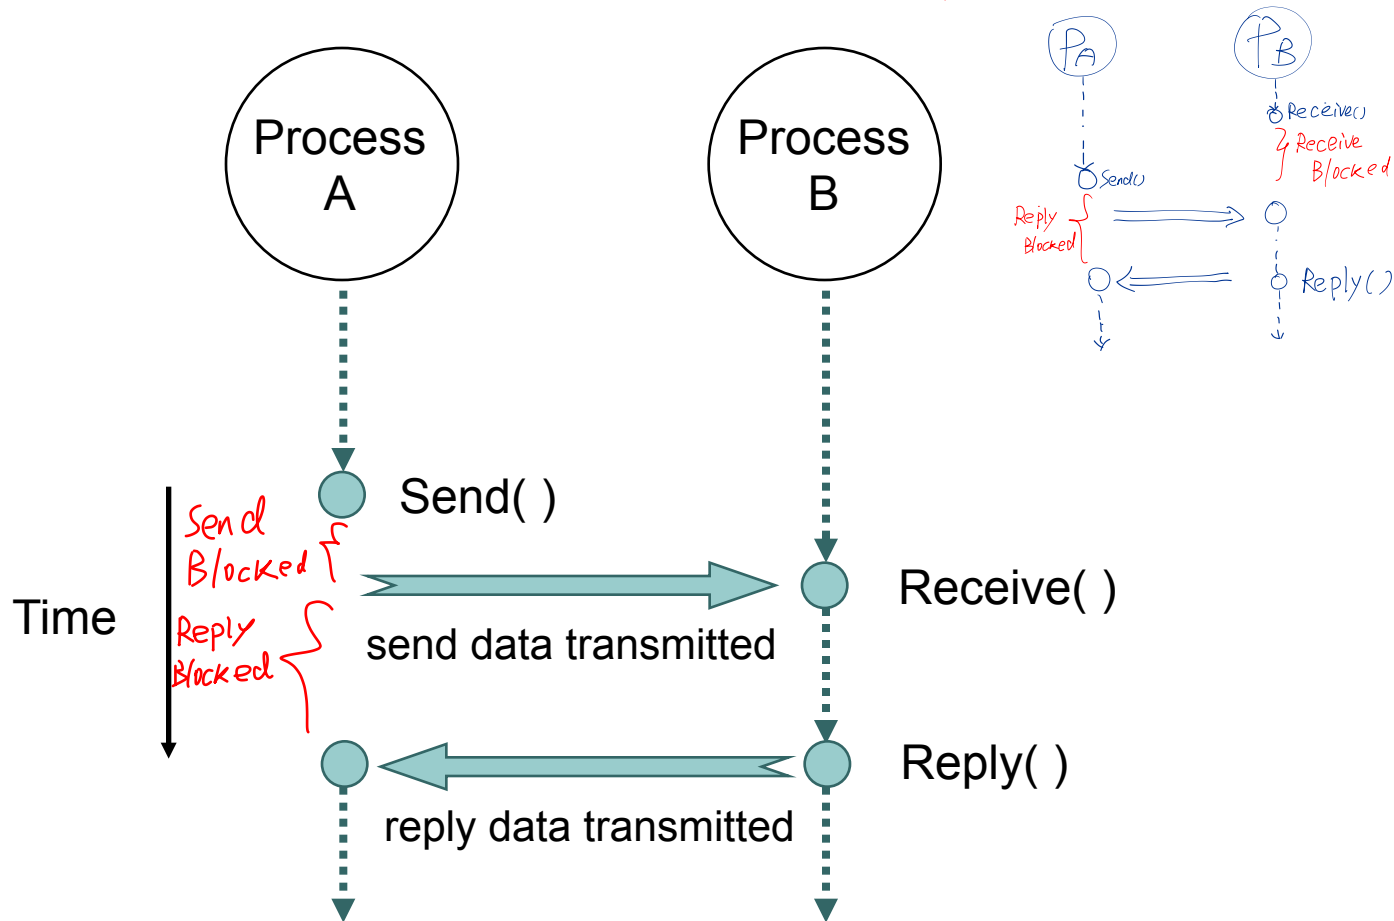 Process
A
Process
B
Send( )
Send
Blocked
Time
Reply
Blocked
send data transmitted
Receive( )
Reply( )
reply data transmitted
PA
PB
Receive()
Receive
Blocked
Send()
Reply
Blocked
Reply()